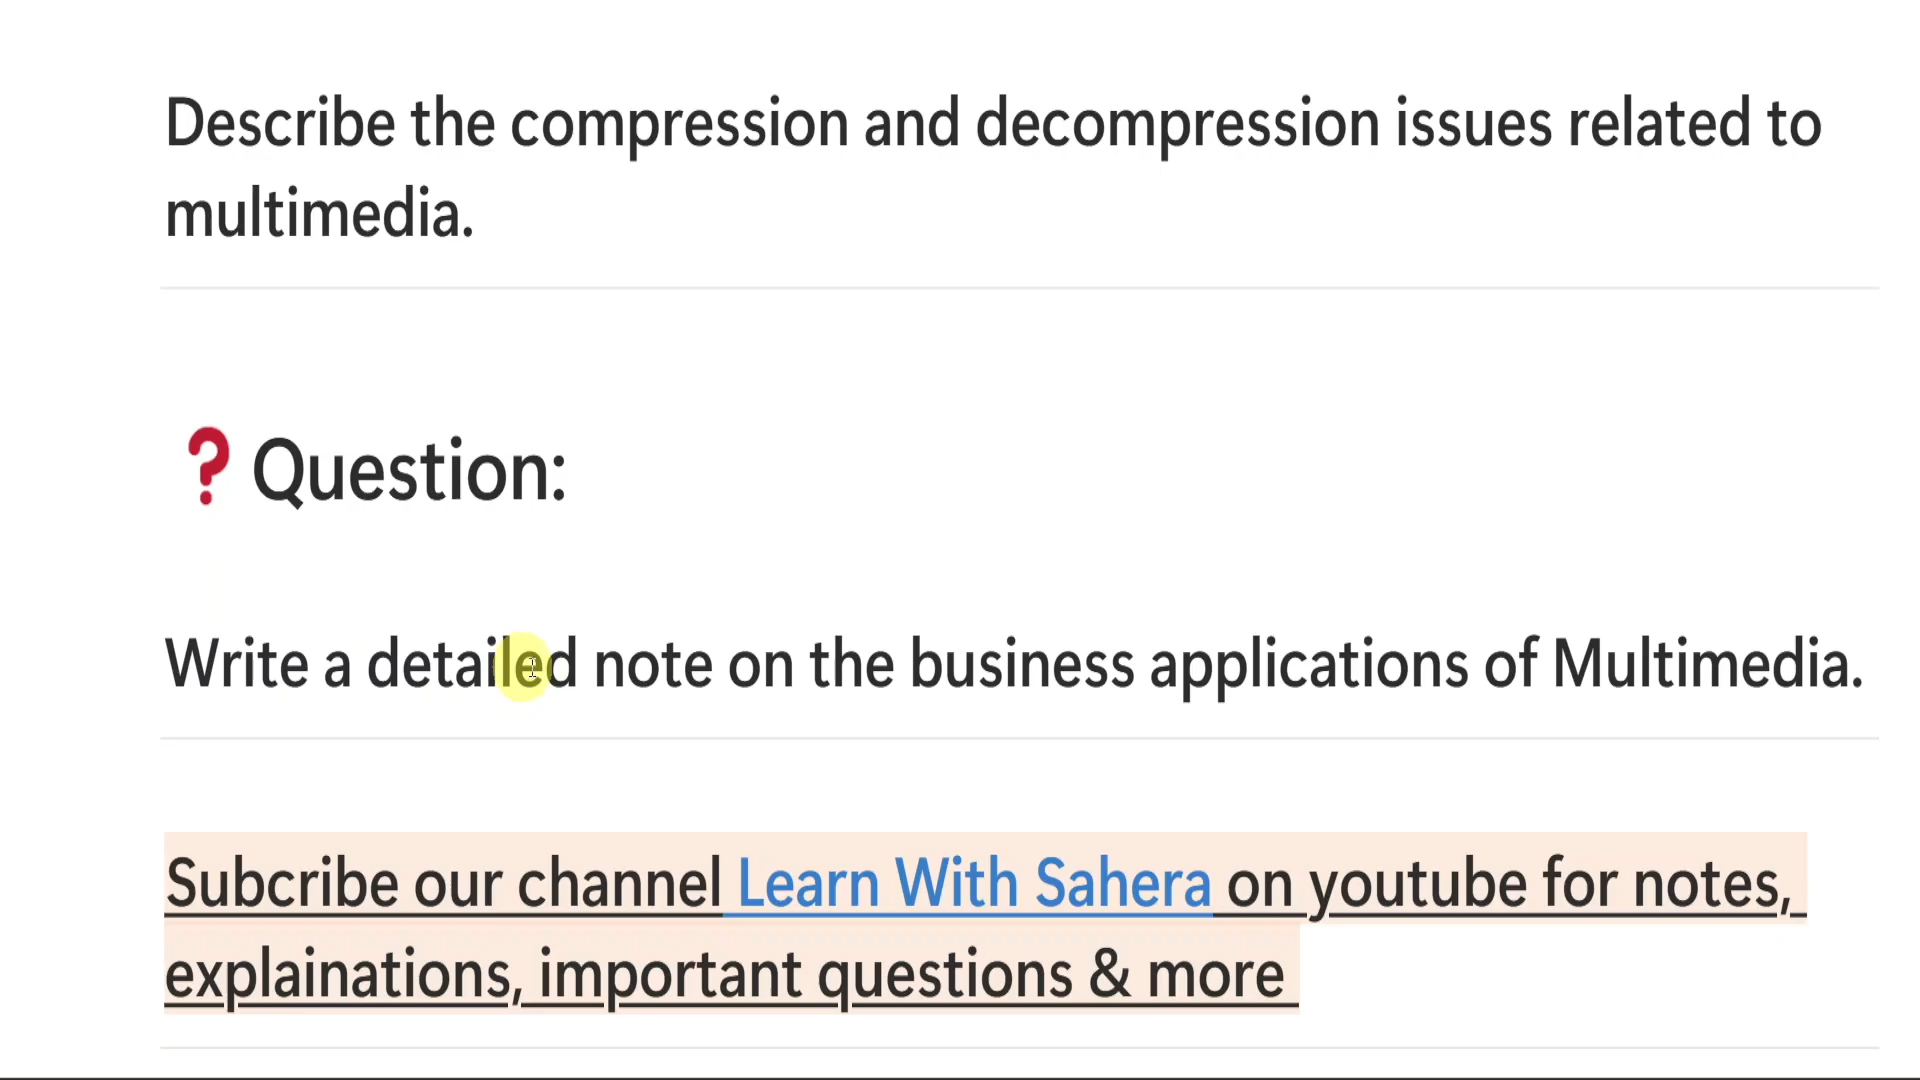 Describe the compression and decompression issues related to
multimedia.
❓ Question:
Write a detailed note on the business applications of Multimedia.
Subcribe our channel Learn With Sahera on youtube for notes,
explainations, important questions & more